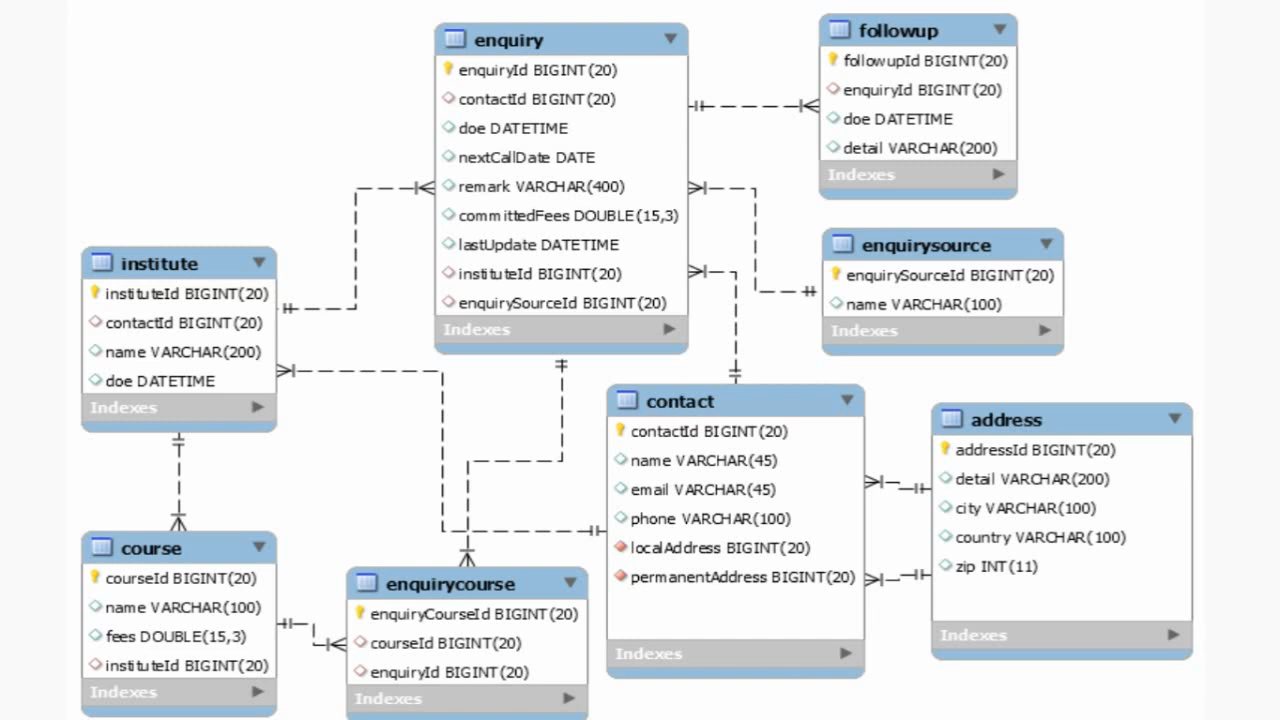 enquiry
enquiryId BIGINT(20)
contactId BIGINT(20)
doe DATETIME
nextCallDate DATE
remark VARCHAR(400)
committedFees DOUBLE(15,3)
lastUpdate DATETIME
instituteId BIGINT(20)
enquirySourceId BIGINT(20)
Indexes
followup
followupId BIGINT(20)
enquiryId BIGINT(20)
doe DATETIME
detail VARCHAR(200)
Indexes
enquirysource
enquirySourceId BIGINT(20)
name VARCHAR(100)
Indexes
institute
instituteId BIGINT(20)
contactId BIGINT(20)
name VARCHAR(200)
doe DATETIME
Indexes
contact
contactId BIGINT(20)
name VARCHAR(45)
email VARCHAR(45)
phone VARCHAR(100)
localAddress BIGINT(20)
permanentAddress BIGINT(20)
Indexes
address
addressId BIGINT(20)
detail VARCHAR(200)
city VARCHAR(100)
country VARCHAR(100)
zip INT(11)
Indexes
course
courseId BIGINT(20)
name VARCHAR(100)
fees DOUBLE(15,3)
instituteId BIGINT(20)
Indexes
enquirycourse
enquiryCourseId BIGINT(20)
courseId BIGINT(20)
enquiryId BIGINT(20)
Indexes